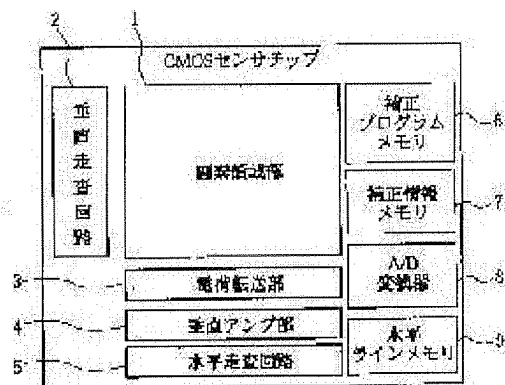 2
1
CMOSセンサチップ
垂直走査回路
画素領域部
補正
プログラム
メモリ
6
補正情報
メモリ
7
A/D
変換器
8
3
電荷転送部
4
垂直アンプ部
5
水平走査回路
水平
ラインメモリ
9